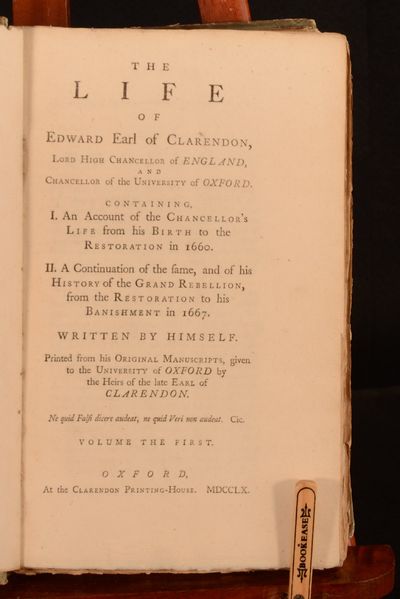 THE
LIFE
OF
EDWARD Earl of CLARENDON,
LORD HIGH CHANCELLOR of ENGLAND,
AND
CHANCELLOR of the UNIVERSITY of OXFORD.
CONTAINING,
I. An Account of the CHANCELLOR's
LIFE from his BIRTH to the
RESTORATION in 1660.
II. A Continuation of the ſame, and of his
HISTORY of the GRAND REBELLION,
from the RESTORATION to his
BANISHMENT in 1667.
WRITTEN BY HIMSELF.
Printed from his ORIGINAL MANUSCRIPTS, given
to the UNIVERSITY of OXFORD by
the Heirs of the late EARL of
CLARENDON.
Ne quid Falſi dicere audeat, ne quid Veri non audeat. Cic.
VOLUME THE FIRST.
OXFORD,
At the CLARENDON PRINTING-HOUSE. MDCCLX.
BOOKEASE